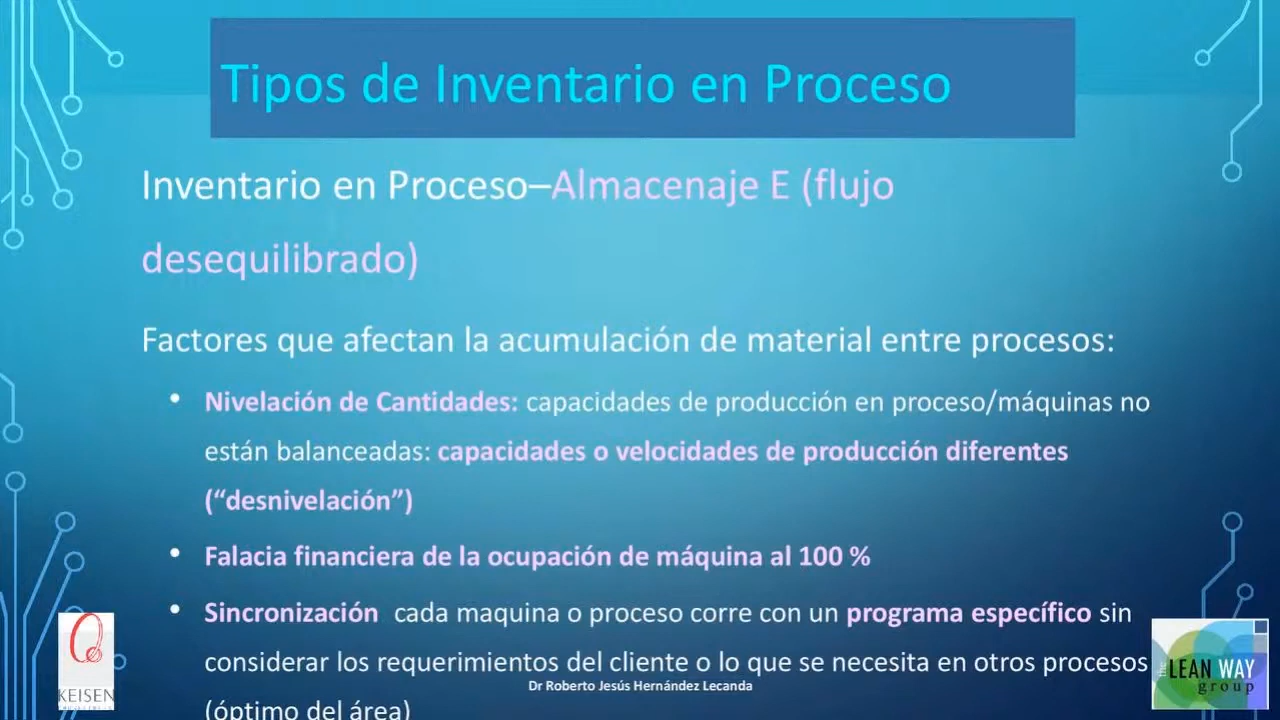 Tipos de Inventario en Proceso
Inventario en Proceso–Almacenaje E (flujo
desequilibrado)
Factores que afectan la acumulación de material entre procesos:
• Nivelación de Cantidades: capacidades de producción en proceso/máquinas no
están balanceadas: capacidades o velocidades de producción diferentes
(“desnivelación”)
• Falacia financiera de la ocupación de máquina al 100 %
• Sincronización cada maquina o proceso corre con un programa específico sin
considerar los requerimientos del cliente o lo que se necesita en otros procesos
(óptimo del área)
Dr Roberto Jesús Hernández Lecanda
KEISEN
the LEAN WAY
group